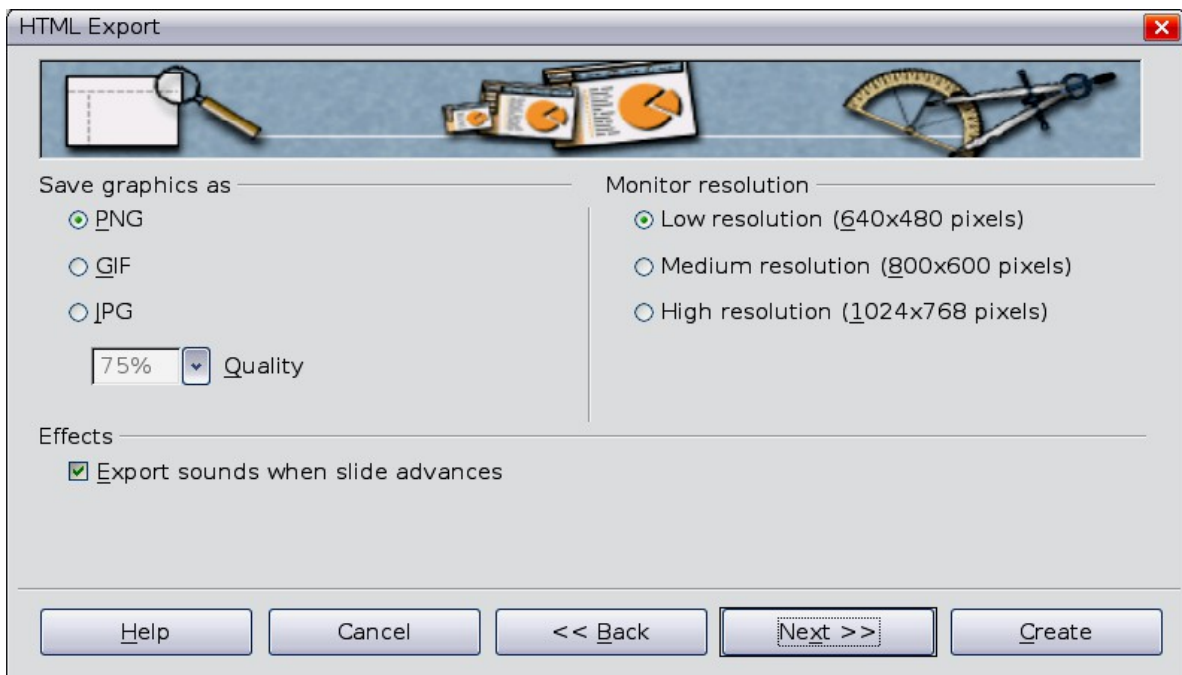 HTML Export
Save graphics as
PNG
GIF
JPG
75% Quality
Monitor resolution
Low resolution (640x480 pixels)
Medium resolution (800x600 pixels)
High resolution (1024x768 pixels)
Effects
Export sounds when slide advances
Help
Cancel
<< Back
Next >>
Create